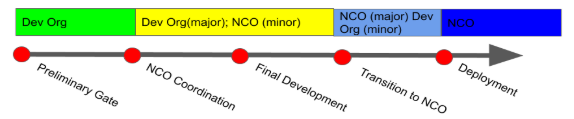 Dev Org
Dev Org(major); NCO (minor)
NCO (major) Dev
Org (minor)
NCO
Preliminary Gate
NCO Coordination
Final Development
Transition to NCO
Deployment